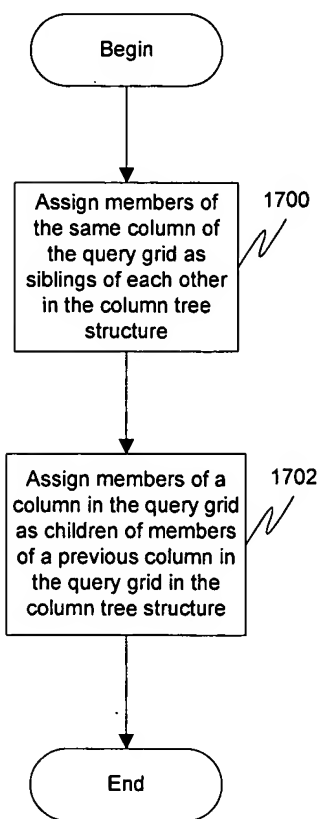 Begin
Assign members of
the same column of
the query grid as
siblings of each other
in the column tree
structure
1700
Assign members of a
column in the query grid
as children of members
of a previous column in
the query grid in the
column tree structure
1702
End